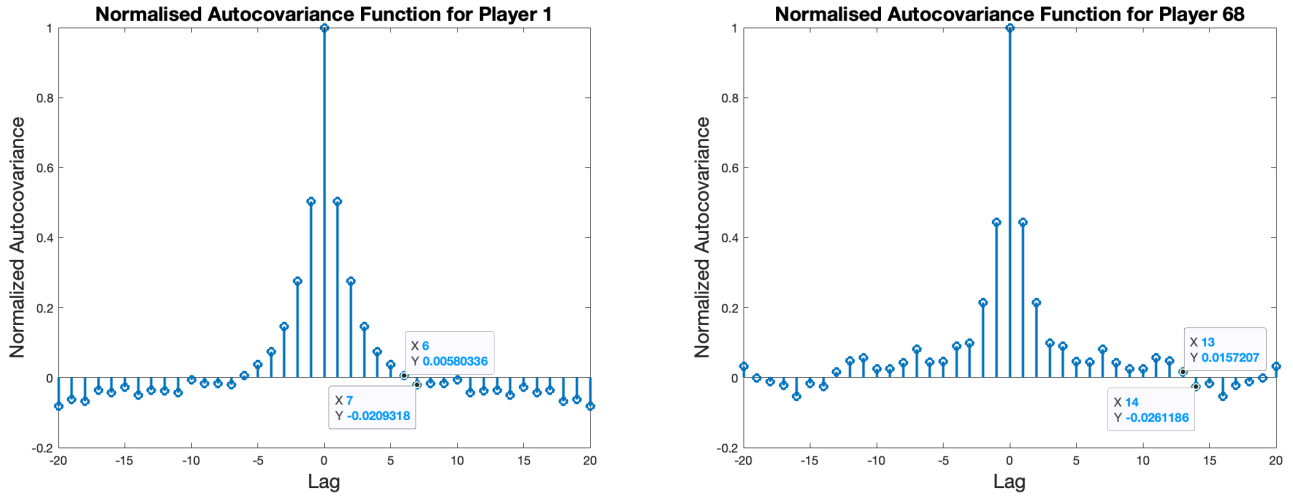 Normalised Autocovariance Function for Player 1
Normalized Autocovariance
1
0.8
0.6
0.4
0.2
0
-0.2
X 6
Y 0.00580336
X 7
Y -0.0209318
-20 -15 -10 -5 0 5 10 15 20
Lag
Normalised Autocovariance Function for Player 68
Normalized Autocovariance
1
0.8
0.6
0.4
0.2
0
-0.2
X 13
Y 0.0157207
X 14
Y -0.0261186
-20 -15 -10 -5 0 5 10 15 20
Lag